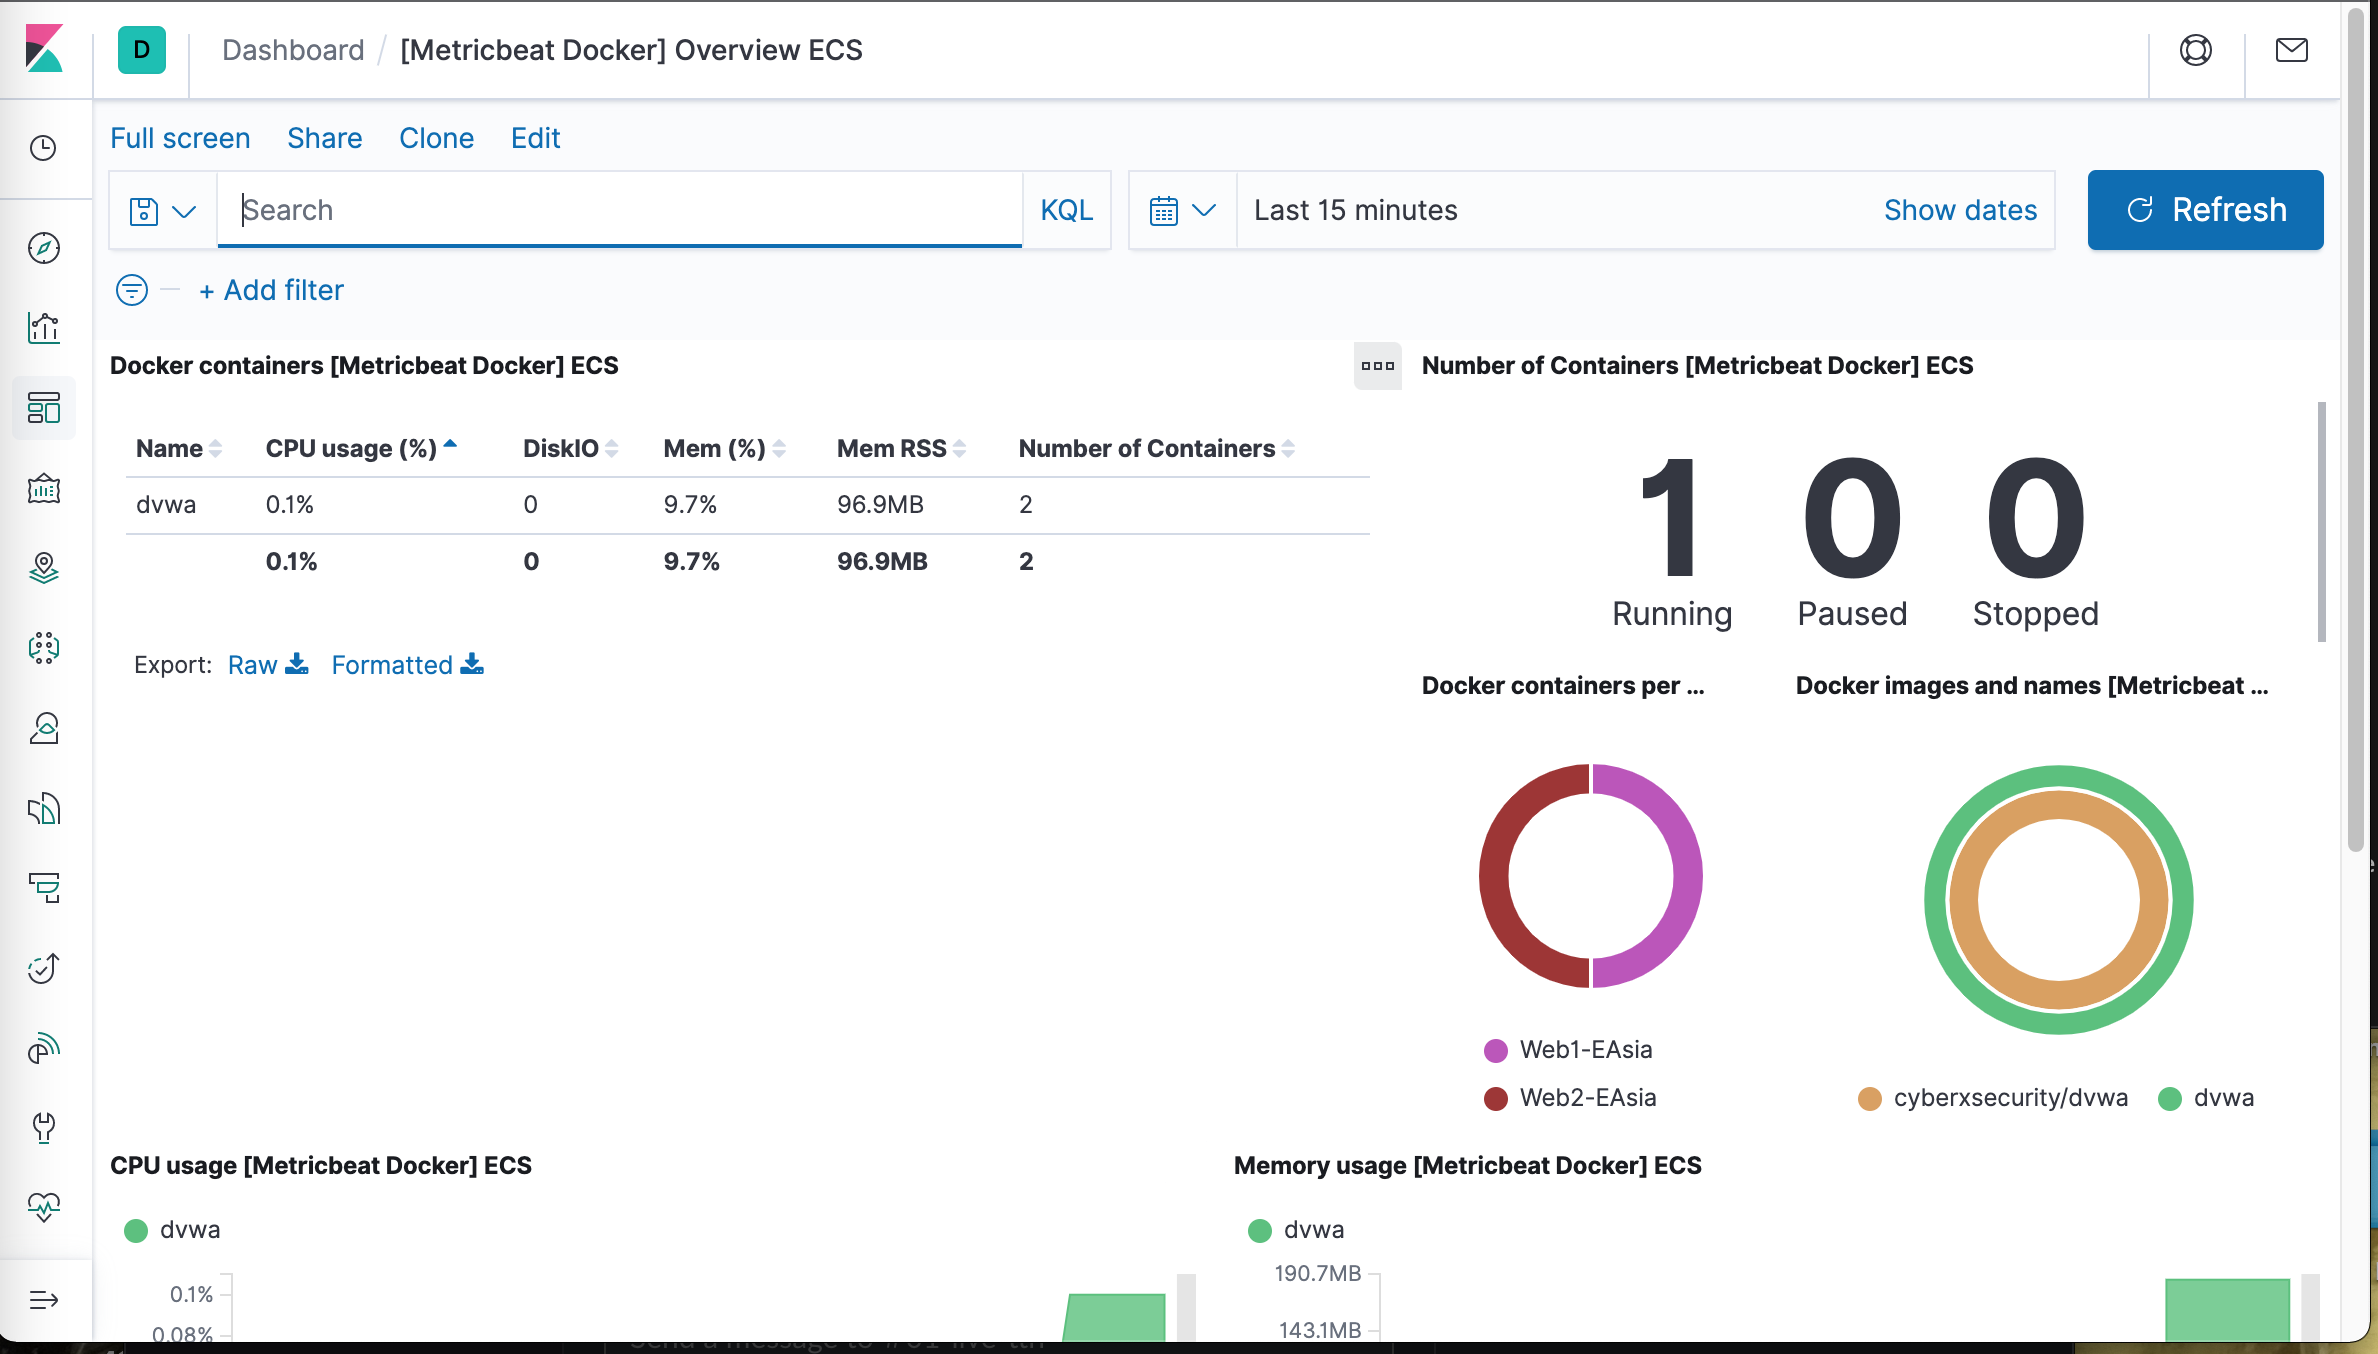 D Dashboard / [Metricbeat Docker] Overview ECS
Full screen Share Clone Edit
Search KQL Last 15 minutes Show dates Refresh
+ Add filter
Docker containers [Metricbeat Docker] ECS
Name CPU usage (%) DiskIO Mem (%) Mem RSS Number of Containers
dvwa 0.1% 0 9.7% 96.9MB 2
0.1% 0 9.7% 96.9MB 2
Export: Raw Formatted
Number of Containers [Metricbeat Docker] ECS
1 0 0
Running Paused Stopped
Docker containers per ...
Web1-EAsia
Web2-EAsia
Docker images and names [Metricbeat ...
cyberxsecurity/dvwa dvwa
CPU usage [Metricbeat Docker] ECS
dvwa
0.1%
0.08%
Memory usage [Metricbeat Docker] ECS
dvwa
190.7MB
143.1MB